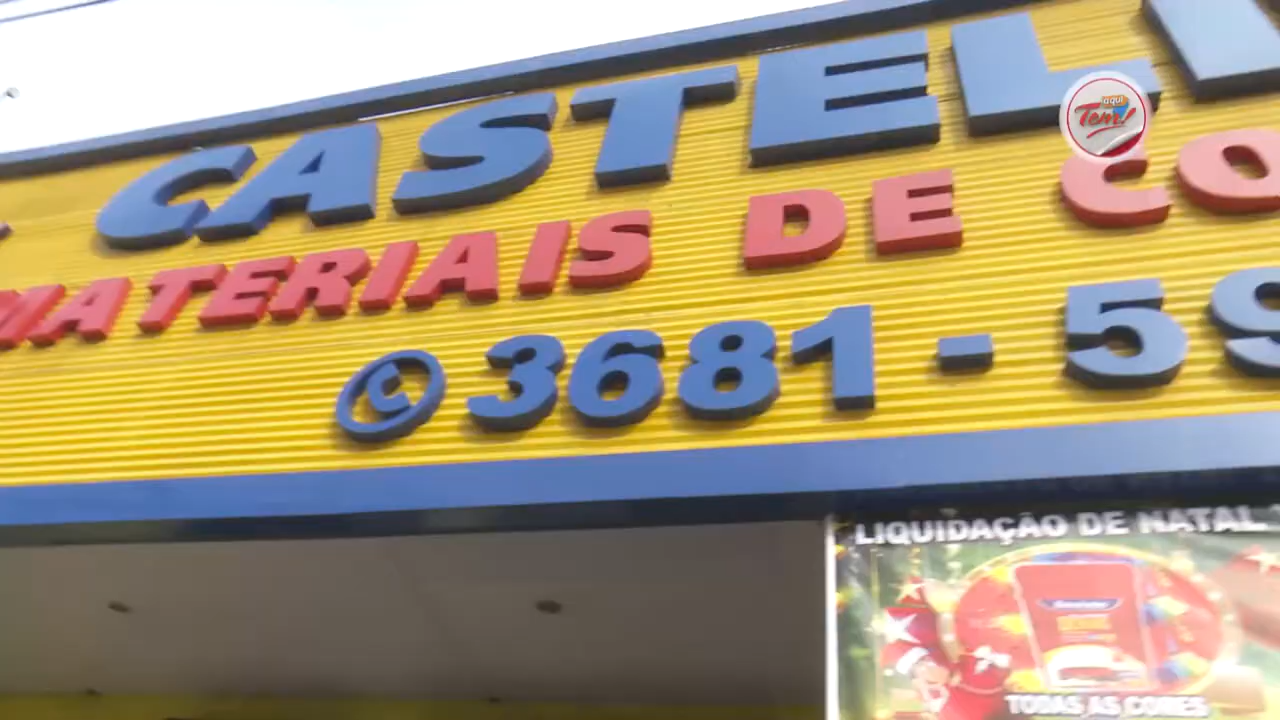 CASTEL
MATERIAIS DE CO
3681-59
aqui
Tem!
LIQUIDAÇÃO DE NATAL
TODAS AS CORES